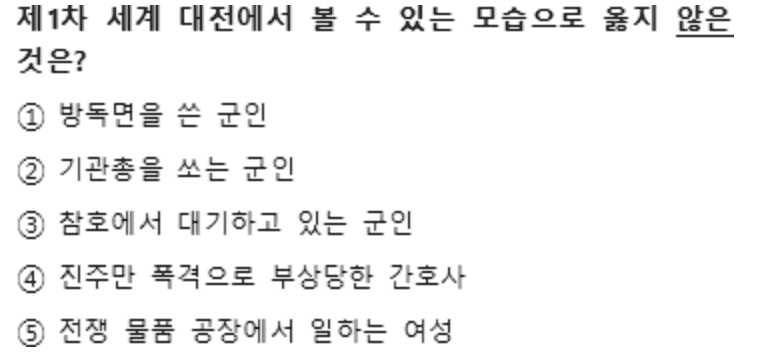 제1차 세계 대전에서 볼 수 있는 모습으로 옳지 않은
것은?
① 방독면을 쓴 군인
② 기관총을 쏘는 군인
③ 참호에서 대기하고 있는 군인
④ 진주만 폭격으로 부상당한 간호사
⑤ 전쟁 물품 공장에서 일하는 여성